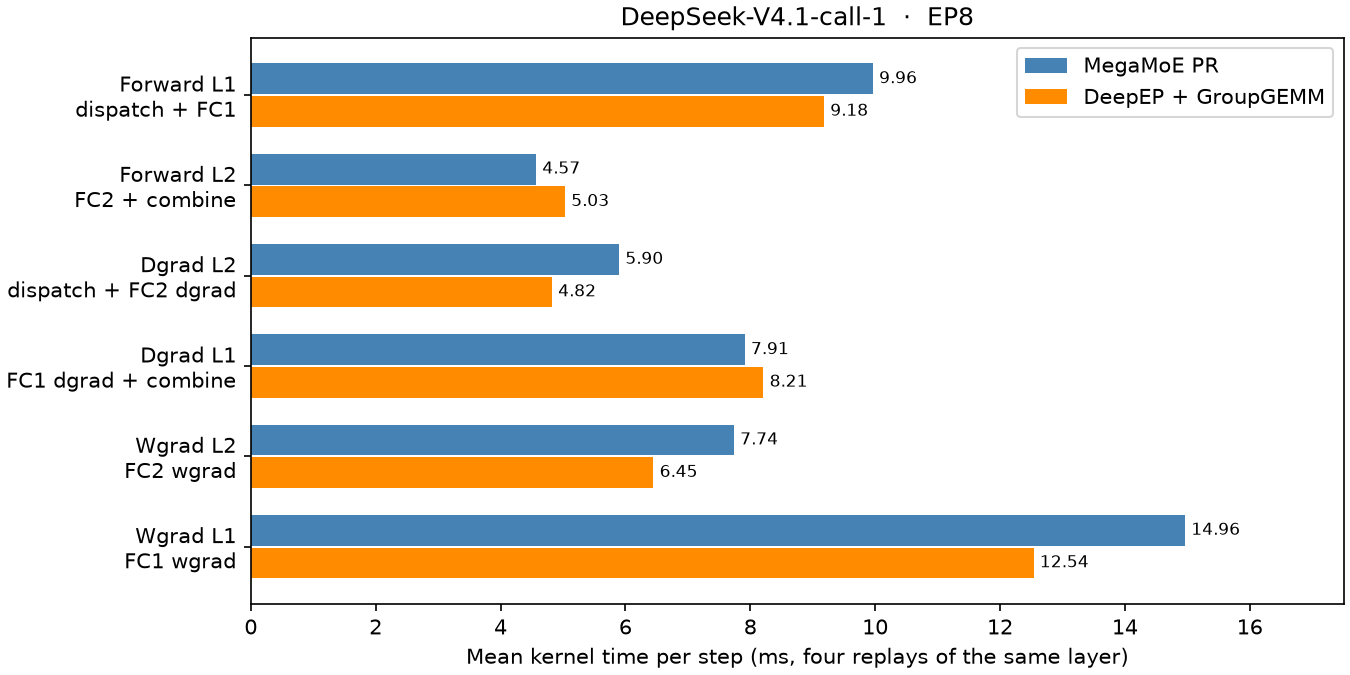 DeepSeek-V4.1-call-1 · EP8
MegaMoE PR
DeepEP + GroupGEMM
Forward L1
dispatch + FC1
9.96
9.18
Forward L2
FC2 + combine
4.57
5.03
Dgrad L2
dispatch + FC2 dgrad
5.90
4.82
Dgrad L1
FC1 dgrad + combine
7.91
8.21
Wgrad L2
FC2 wgrad
7.74
6.45
Wgrad L1
FC1 wgrad
14.96
12.54
0 2 4 6 8 10 12 14 16
Mean kernel time per step (ms, four replays of the same layer)